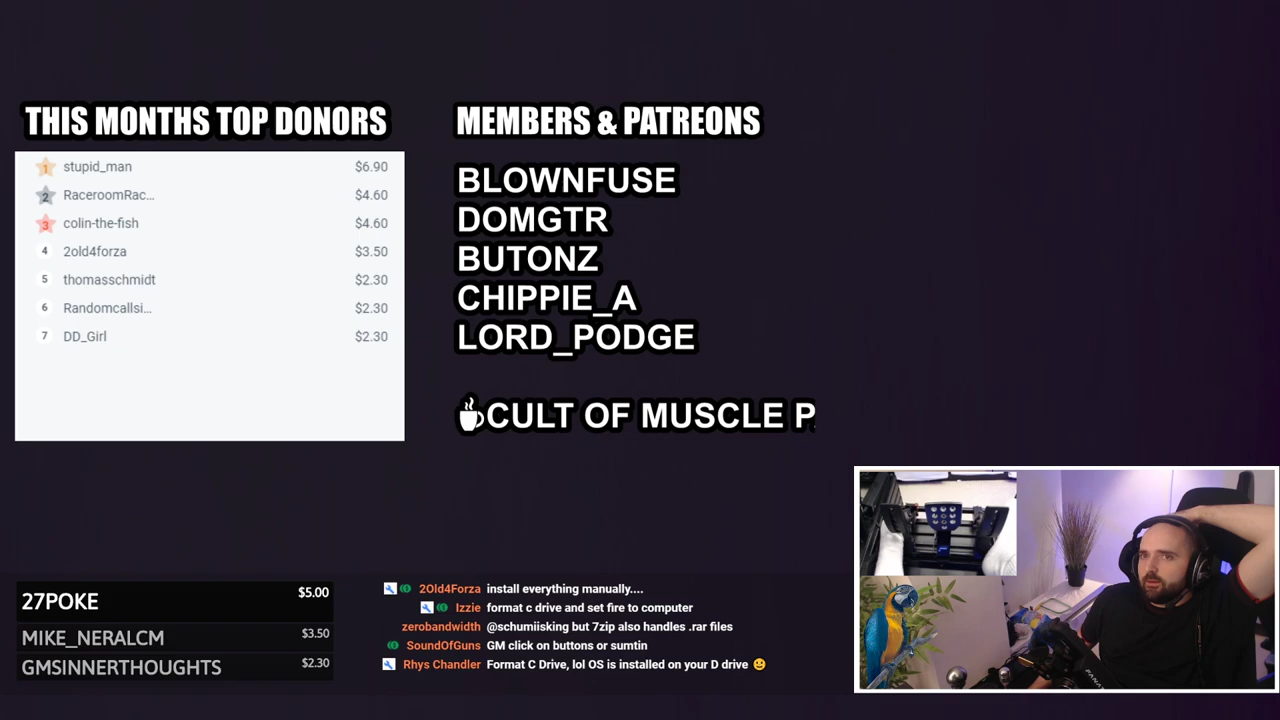 THIS MONTHS TOP DONORS
1 stupid_man $6.90
2 RaceroomRac... $4.60
3 colin-the-fish $4.60
4 2old4forza $3.50
5 thomasschmidt $2.30
6 Randomcallsi... $2.30
7 DD_Girl $2.30
MEMBERS & PATREONS
BLOWNFUSE
DOMGTR
BUTONZ
CHIPPIE_A
LORD_PODGE
CULT OF MUSCLE P
27POKE $5.00
MIKE_NERALCM $3.50
GMSINNERTHOUGHTS $2.30
2Old4Forza install everything manually....
Izzie format c drive and set fire to computer
zerobandwidth @schumiisking but 7zip also handles .rar files
SoundOfGuns GM click on buttons or sumtin
Rhys Chandler Format C Drive, lol OS is installed on your D drive 😃